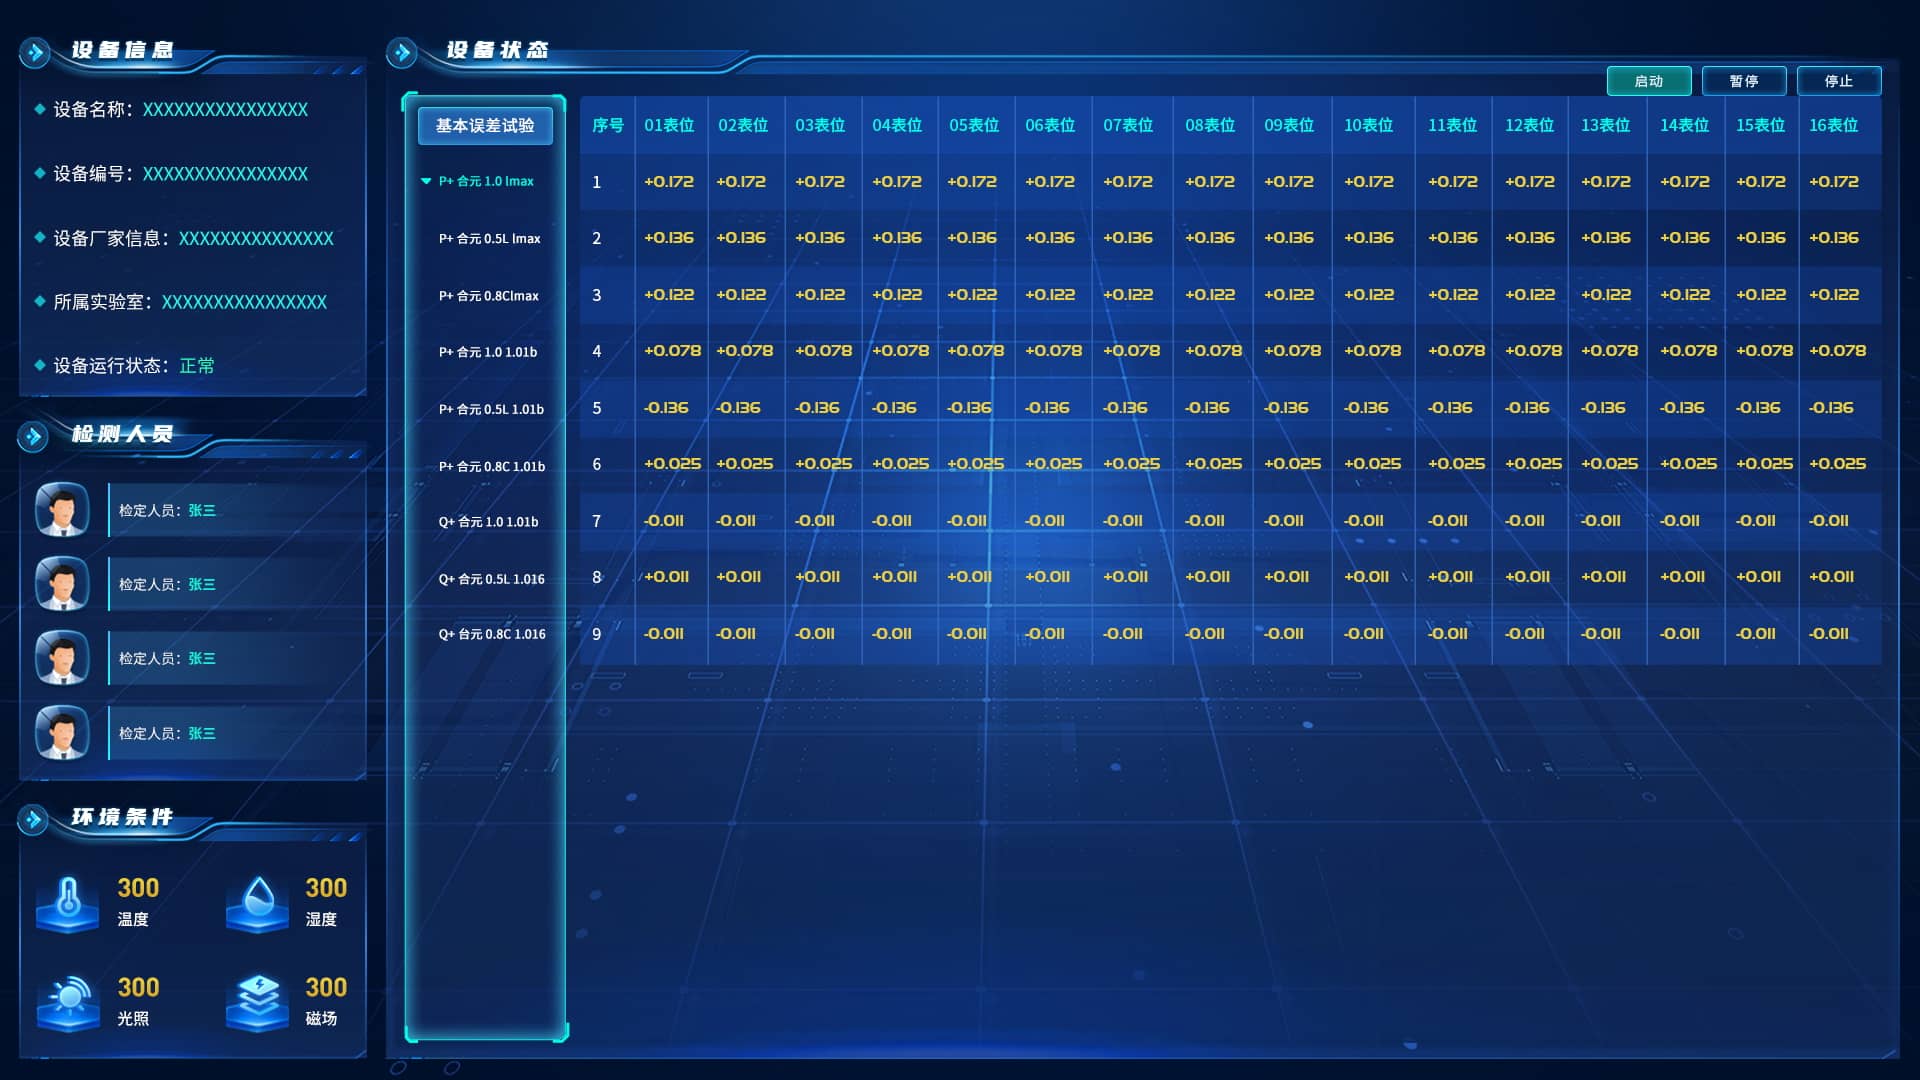 设备信息
设备名称：XXXXXXXXXXXXXXXX
设备编号：XXXXXXXXXXXXXXXX
设备厂家信息：XXXXXXXXXXXXXXX
所属实验室：XXXXXXXXXXXXXXXX
设备运行状态：正常
检测人员
检定人员：张三
检定人员：张三
检定人员：张三
检定人员：张三
环境条件
300 300
温度 湿度
300 300
光照 磁场
设备状态
启动 暂停 停止
基本误差试验
P+ 合元 1.0 lmax
P+ 合元 0.5L lmax
P+ 合元 0.8Clmax
P+ 合元 1.0 1.01b
P+ 合元 0.5L 1.01b
P+ 合元 0.8C 1.01b
Q+ 合元 1.0 1.01b
Q+ 合元 0.5L 1.016
Q+ 台元 0.8C 1.016
序号 01表位 02表位 03表位 04表位 05表位 06表位 07表位 08表位 09表位 10表位 11表位 12表位 13表位 14表位 15表位 16表位
1 +0.172 +0.172 +0.172 +0.172 +0.172 +0.172 +0.172 +0.172 +0.172 +0.172 +0.172 +0.172 +0.172 +0.172 +0.172 +0.172
2 +0.136 +0.136 +0.136 +0.136 +0.136 +0.136 +0.136 +0.136 +0.136 +0.136 +0.136 +0.136 +0.136 +0.136 +0.136 +0.136
3 +0.122 +0.122 +0.122 +0.122 +0.122 +0.122 +0.122 +0.122 +0.122 +0.122 +0.122 +0.122 +0.122 +0.122 +0.122 +0.122
4 +0.078 +0.078 +0.078 +0.078 +0.078 +0.078 +0.078 +0.078 +0.078 +0.078 +0.078 +0.078 +0.078 +0.078 +0.078 +0.078
5 -0.136 -0.136 -0.136 -0.136 -0.136 -0.136 -0.136 -0.136 -0.136 -0.136 -0.136 -0.136 -0.136 -0.136 -0.136 -0.136
6 +0.025 +0.025 +0.025 +0.025 +0.025 +0.025 +0.025 +0.025 +0.025 +0.025 +0.025 +0.025 +0.025 +0.025 +0.025 +0.025
7 -0.011 -0.011 -0.011 -0.011 -0.011 -0.011 -0.011 -0.011 -0.011 -0.011 -0.011 -0.011 -0.011 -0.011 -0.011 -0.011
8 +0.011 +0.011 +0.011 +0.011 +0.011 +0.011 +0.011 +0.011 +0.011 +0.011 +0.011 +0.011 +0.011 +0.011 +0.011 +0.011
9 -0.011 -0.011 -0.011 -0.011 -0.011 -0.011 -0.011 -0.011 -0.011 -0.011 -0.011 -0.011 -0.011 -0.011 -0.011 -0.011